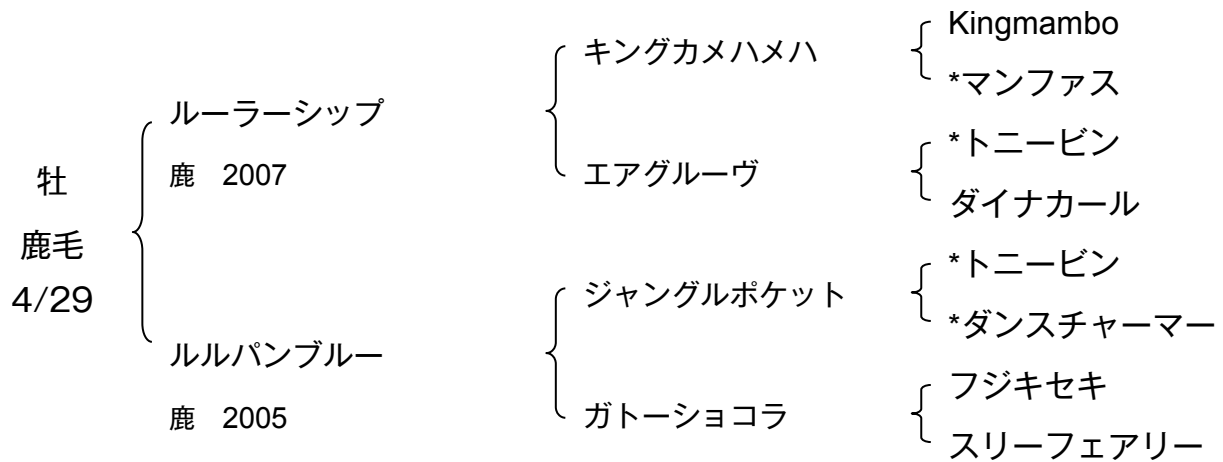 牡
鹿毛
4/29
ルーラーシップ
鹿 2007
ルルパンブルー
鹿 2005
キングカメハメハ
エアグルーヴ
ジャングルポケット
ガトーショコラ
Kingmambo
*マンファス
*トニービン
ダイナカール
*トニービン
*ダンスチャーマー
フジキセキ
スリーフェアリー